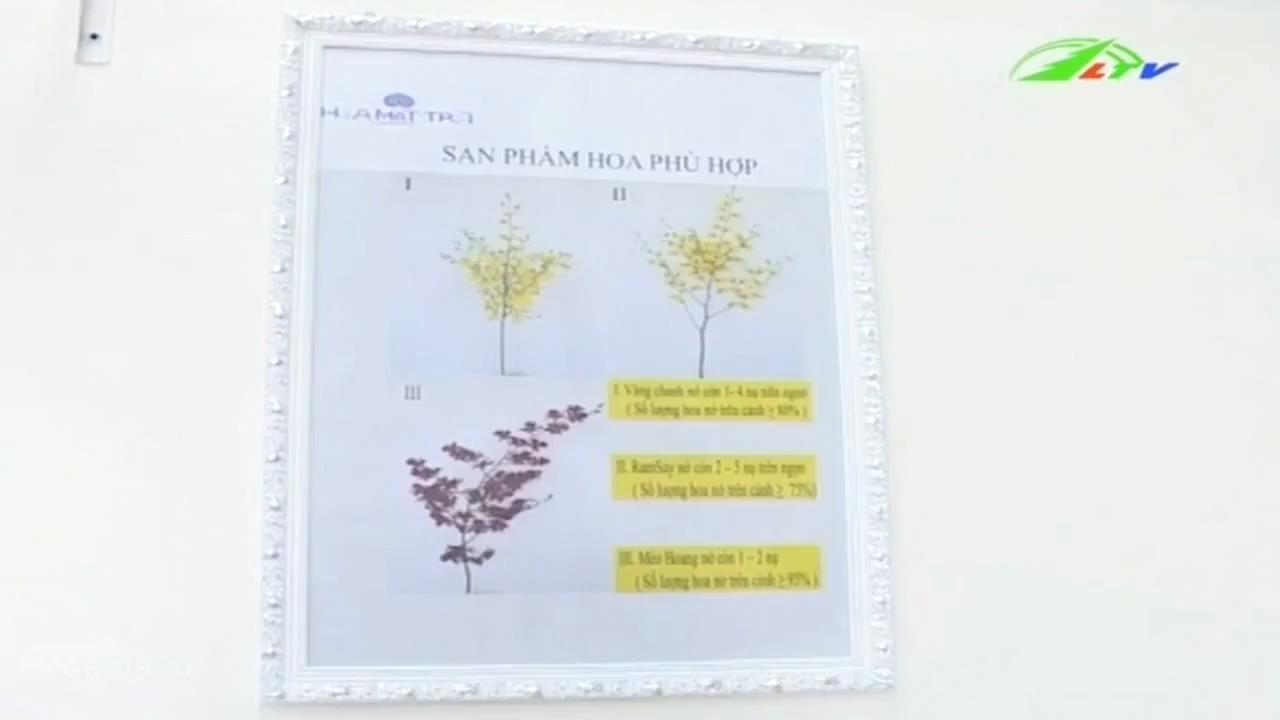 LTV
HOA MẶT TRỜI
SẢN PHẨM HOA PHÙ HỢP
I
II
III
I. Vàng chanh nở còn 1- 4 nụ trên ngọn
( Số lượng hoa nở trên cành ≥ 80% )
II. RamSay nở còn 2 – 5 nụ trên ngọn
( Số lượng hoa nở trên cành ≥ 75%)
III. Mèo Hoang nở còn 1 – 2 nụ
( Số lượng hoa nở trên cành ≥ 95% )